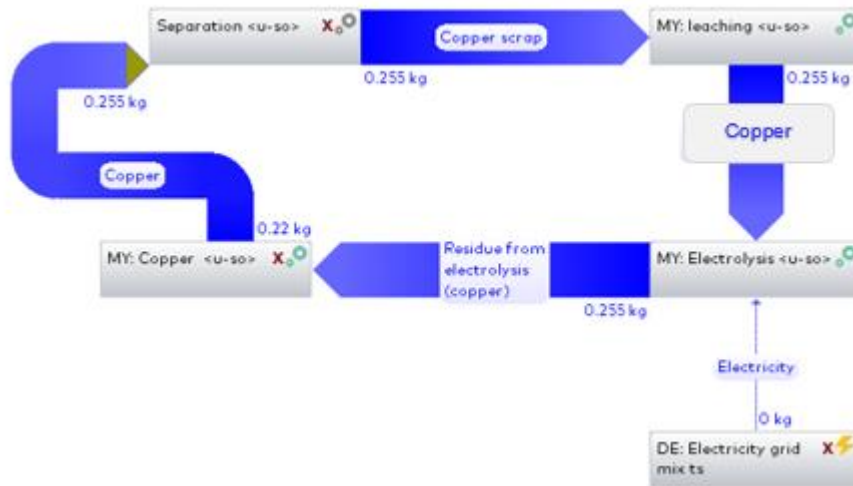 Separation <u-so> X
Copper scrap
MY: leaching <u-so>
0.255 kg
0.255 kg
0.255 kg
Copper
Copper
0.22 kg
MY: Copper <u-so> X
Residue from
electrolysis
(copper)
MY: Electrolysis <u-so>
0.255 kg
Electricity
0 kg
DE: Electricity grid X
mix ts